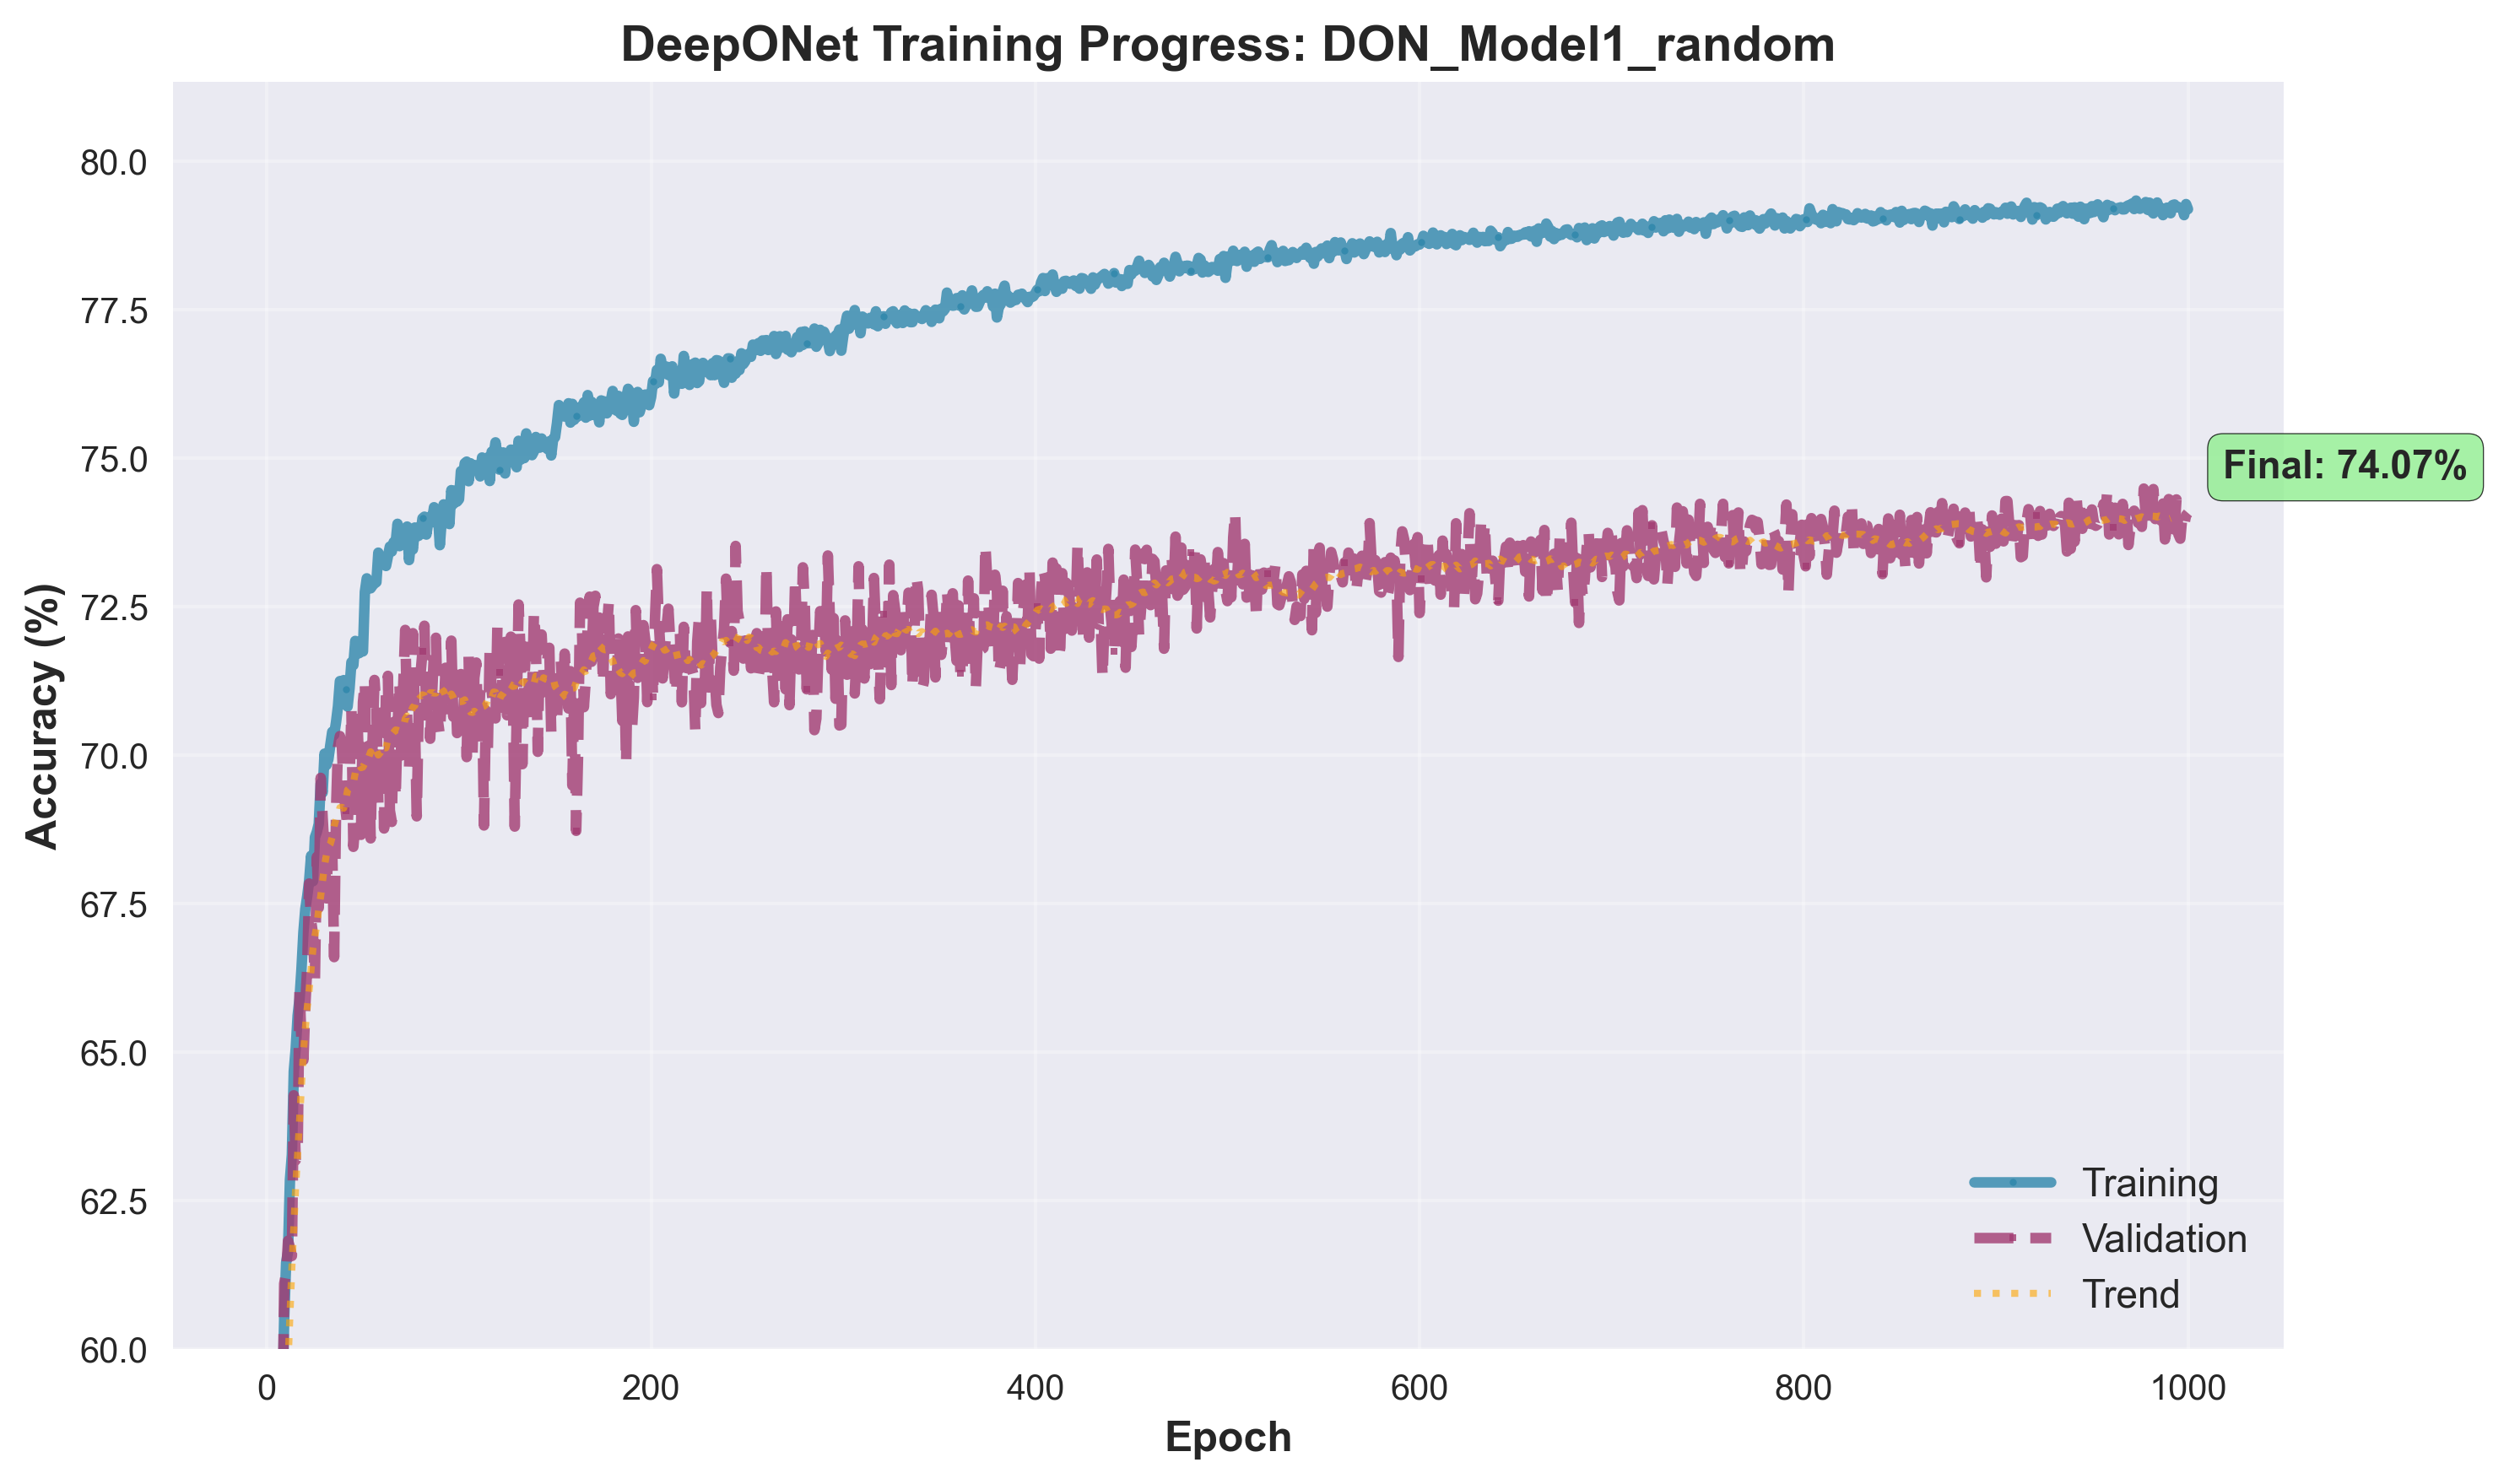 DeepONet Training Progress: DON_Model1_random
80.0
77.5
75.0
72.5
70.0
67.5
65.0
62.5
60.0
Accuracy (%)
Final: 74.07%
Training
Validation
Trend
0 200 400 600 800 1000
Epoch